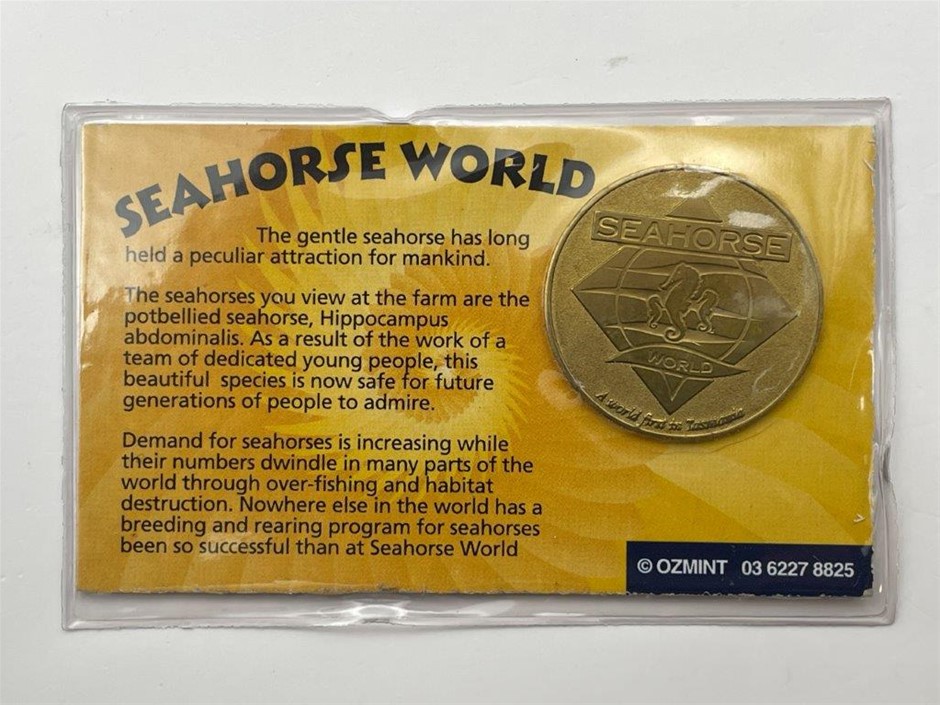 SEAHORSE WORLD
The gentle seahorse has long
held a peculiar attraction for mankind.
The seahorses you view at the farm are the
potbellied seahorse, Hippocampus
abdominalis. As a result of the work of a
team of dedicated young people, this
beautiful species is now safe for future
generations of people to admire.
Demand for seahorses is increasing while
their numbers dwindle in many parts of the
world through over-fishing and habitat
destruction. Nowhere else in the world has a
breeding and rearing program for seahorses
been so successful than at Seahorse World
SEAHORSE
WORLD
A world first in Tasmania
© OZMINT 03 6227 8825